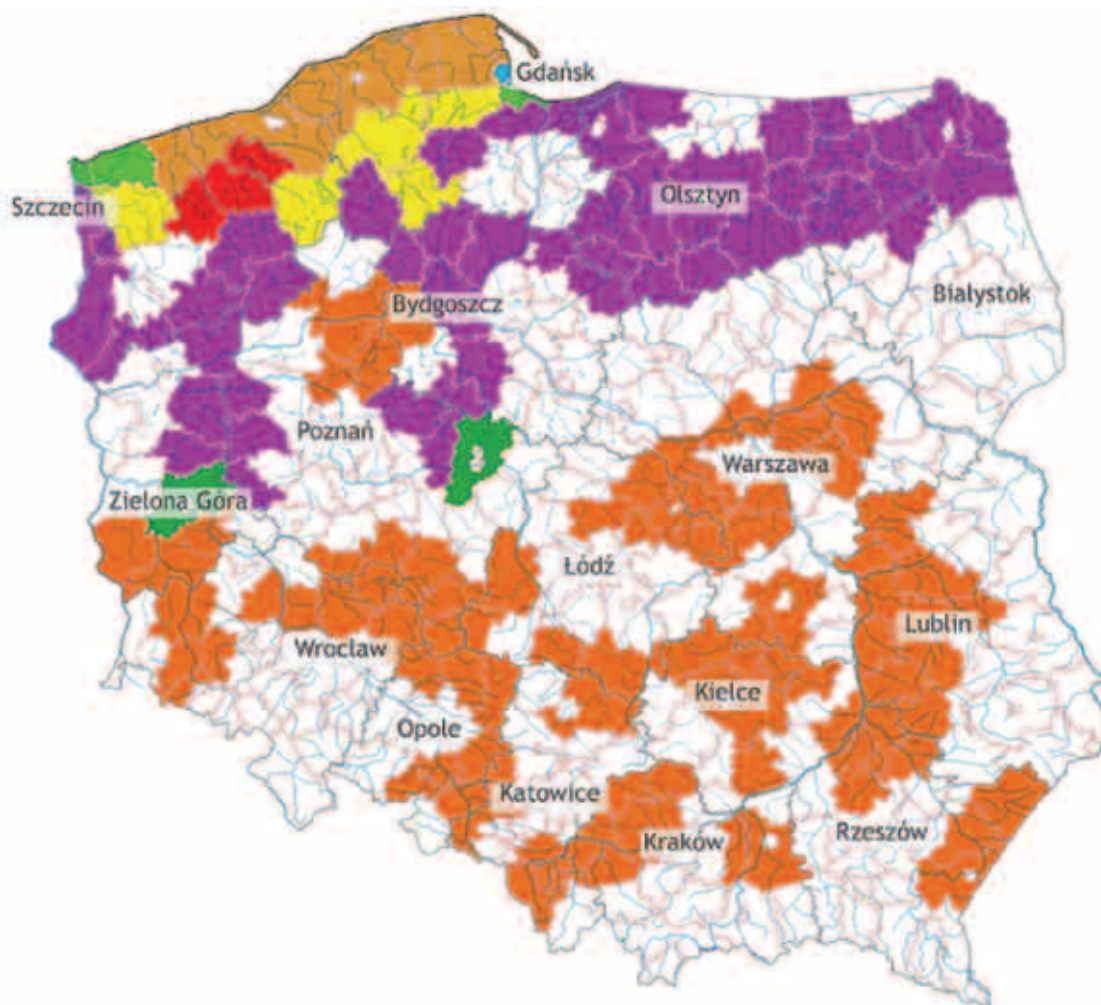 Gdańsk
Olsztyn
Szczecin
Białystok
Bydgoszcz
Poznań
Warszawa
Zielona Góra
Łódź
Lublin
Wrocław
Kielce
Opole
Katowice
Rzeszów
Kraków